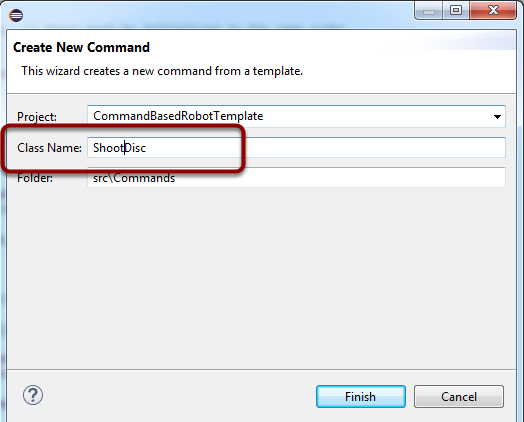 Create New Command
This wizard creates a new command from a template.
Project: CommandBasedRobotTemplate
Class Name: ShootDisc
Folder: src\Commands
? Finish Cancel